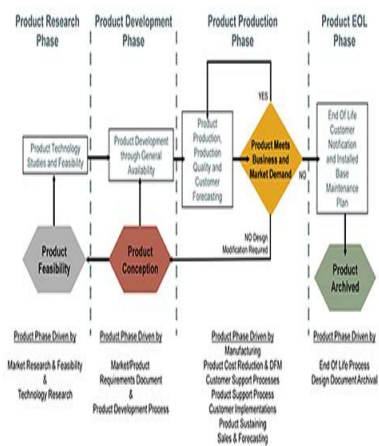 Product Research
Phase
Product Development
Phase
Product Production
Phase
Product EOL
Phase
YES
Product Technology
Studies and Feasibility
Product Development
through General
Availability
Product
Production,
Production
Quality and
Customer
Forecasting
Product Meets
Business and
Market Demand
NO
End Of Life
Customer
Notification
and Installed
Base
Maintenance
Plan
NO Design
Modification Required
Product
Feasibility
Product
Conception
Product
Archived
Product Phase Driven by
Market Research & Feasibility
&
Technology Research
Product Phase Driven by
Market/Product
Requirements Document
&
Product Development Process
Product Phase Driven by
Manufacturing
Product Cost Reduction & DFM
Customer Support Processes
Product Support Process
Customer Implementations
Product Sustaining
Sales & Forecasting
Product Phase Driven by
End Of Life Process
Design Document Archival